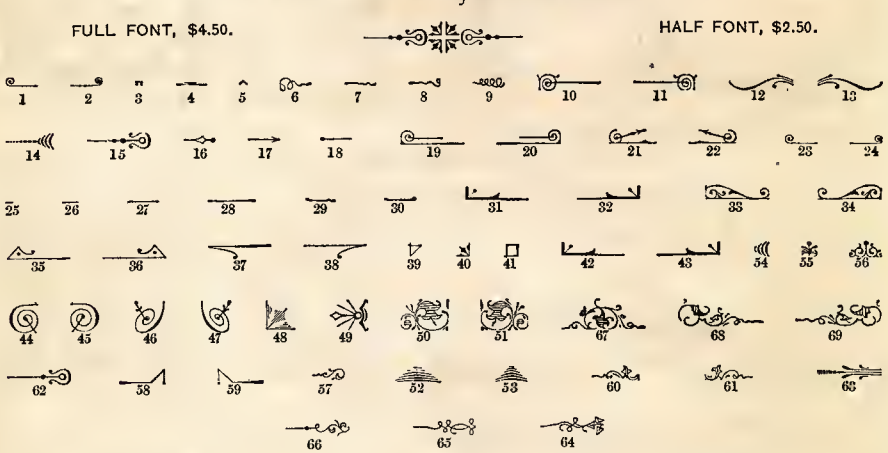 FULL FONT, $4.50. HALF FONT, $2.50.
1 2 3 4 5 6 7 8 9 10 11 12 13
14 15 16 17 18 19 20 21 22 23 24
25 26 27 28 29 30 31 32 33 34
35 36 37 38 39 40 41 42 43 54 55 56
44 45 46 47 48 49 50 51 67 68 69
62 58 59 57 52 53 60 61 63
66 65 64